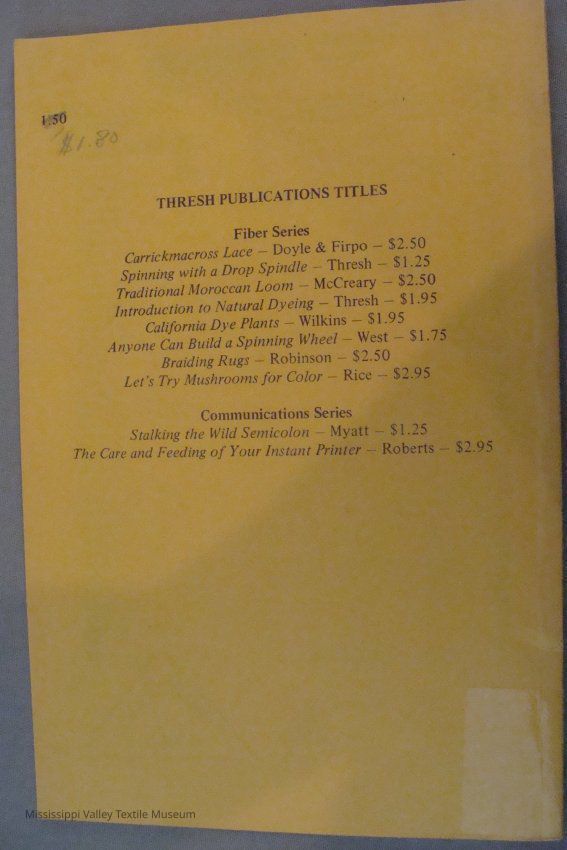 1.50
$1.80
THRESH PUBLICATIONS TITLES
Fiber Series
Carrickmacross Lace — Doyle & Firpo — $2.50
Spinning with a Drop Spindle — Thresh — $1.25
Traditional Moroccan Loom — McCreary — $2.50
Introduction to Natural Dyeing — Thresh — $1.95
California Dye Plants — Wilkins — $1.95
Anyone Can Build a Spinning Wheel — West — $1.75
Braiding Rugs — Robinson — $2.50
Let's Try Mushrooms for Color — Rice — $2.95
Communications Series
Stalking the Wild Semicolon — Myatt — $1.25
The Care and Feeding of Your Instant Printer — Roberts — $2.95
Mississippi Valley Textile Museum